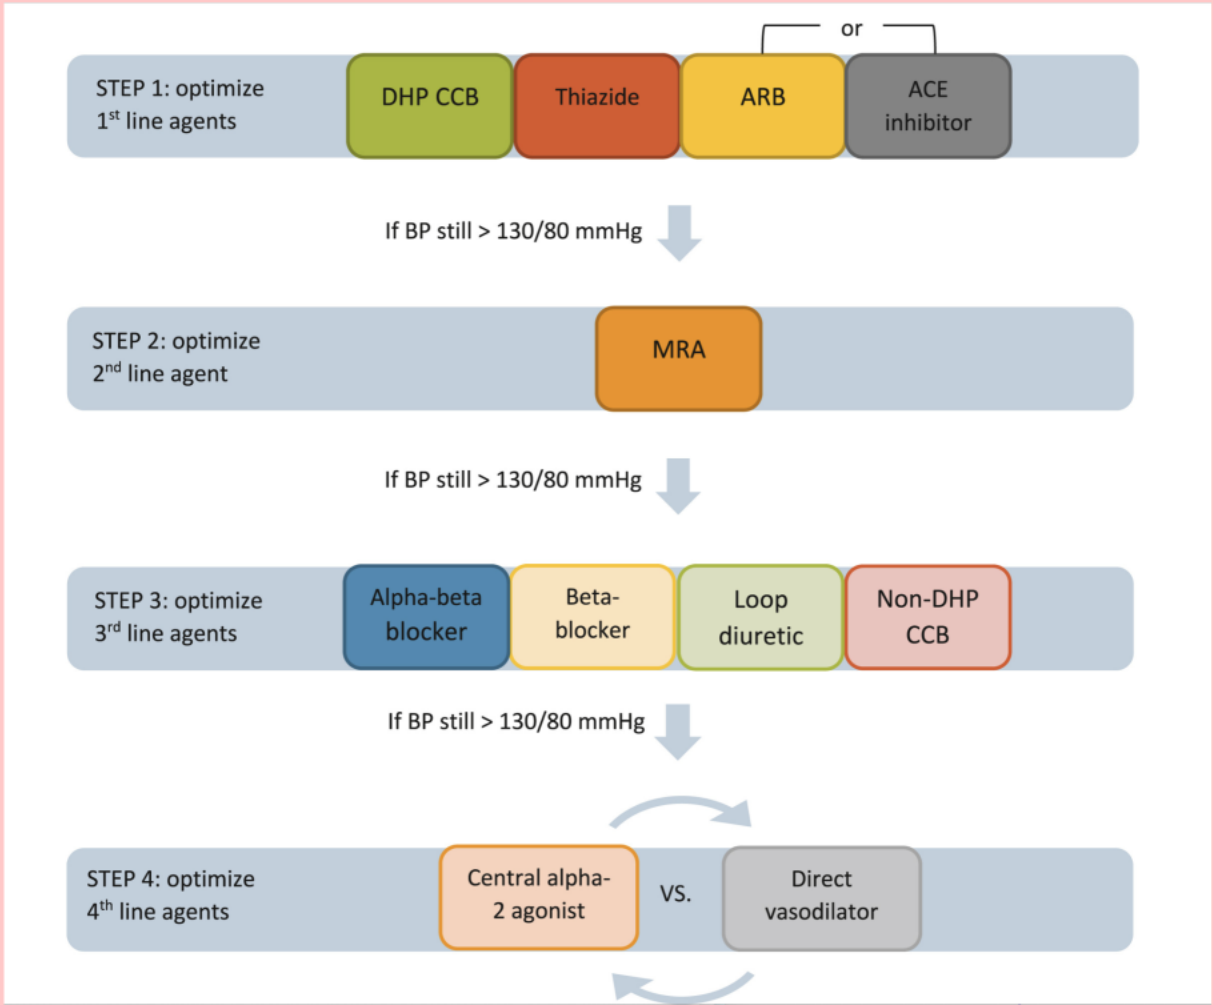 or
STEP 1: optimize
1st line agents
DHP CCB
Thiazide
ARB
ACE
inhibitor
If BP still > 130/80 mmHg
STEP 2: optimize
2nd line agent
MRA
If BP still > 130/80 mmHg
STEP 3: optimize
3rd line agents
Alpha-beta
blocker
Beta-
blocker
Loop
diuretic
Non-DHP
CCB
If BP still > 130/80 mmHg
STEP 4: optimize
4th line agents
Central alpha-
2 agonist
VS.
Direct
vasodilator